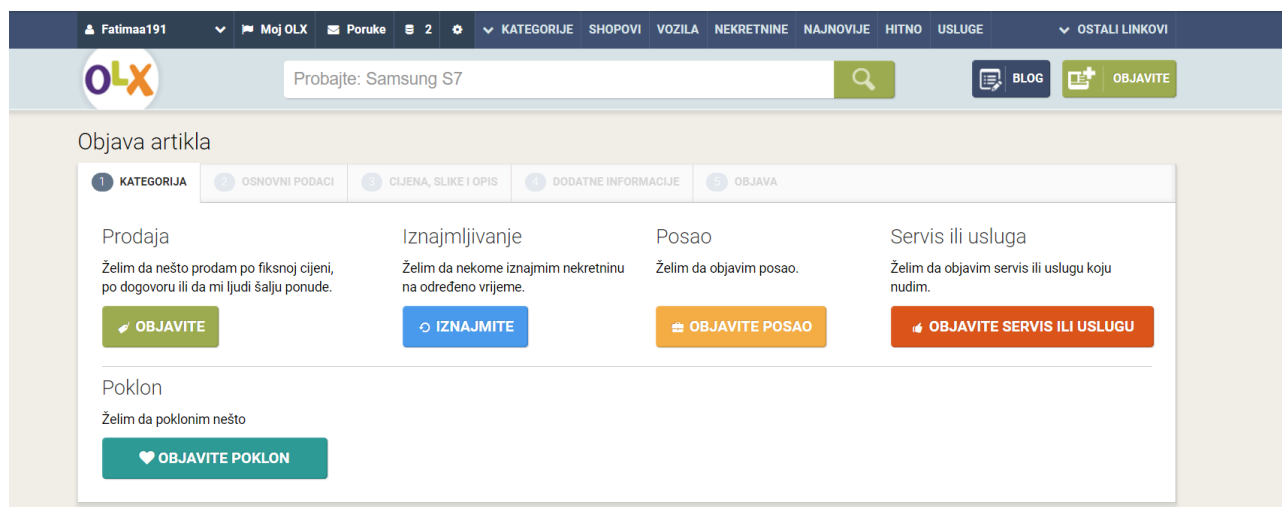 Fatimaa191 Moj OLX Poruke 2 KATEGORIJE SHOPOVI VOZILA NEKRETNINE NAJNOVIJE HITNO USLUGE OSTALI LINKOVI
OLX Probajte: Samsung S7 BLOG OBJAVITE
Objava artikla
1 KATEGORIJA 2 OSNOVNI PODACI 3 CIJENA, SLIKE I OPIS 4 DODATNE INFORMACIJE 5 OBJAVA
Prodaja
Želim da nešto prodam po fiksnoj cijeni,
po dogovoru ili da mi ljudi šalju ponude.
OBJAVITE
Iznajmljivanje
Želim da nekome iznajmim nekretninu
na određeno vrijeme.
IZNAJMITE
Posao
Želim da objavim posao.
OBJAVITE POSAO
Servis ili usluga
Želim da objavim servis ili uslugu koju
nudim.
OBJAVITE SERVIS ILI USLUGU
Poklon
Želim da poklonim nešto
OBJAVITE POKLON